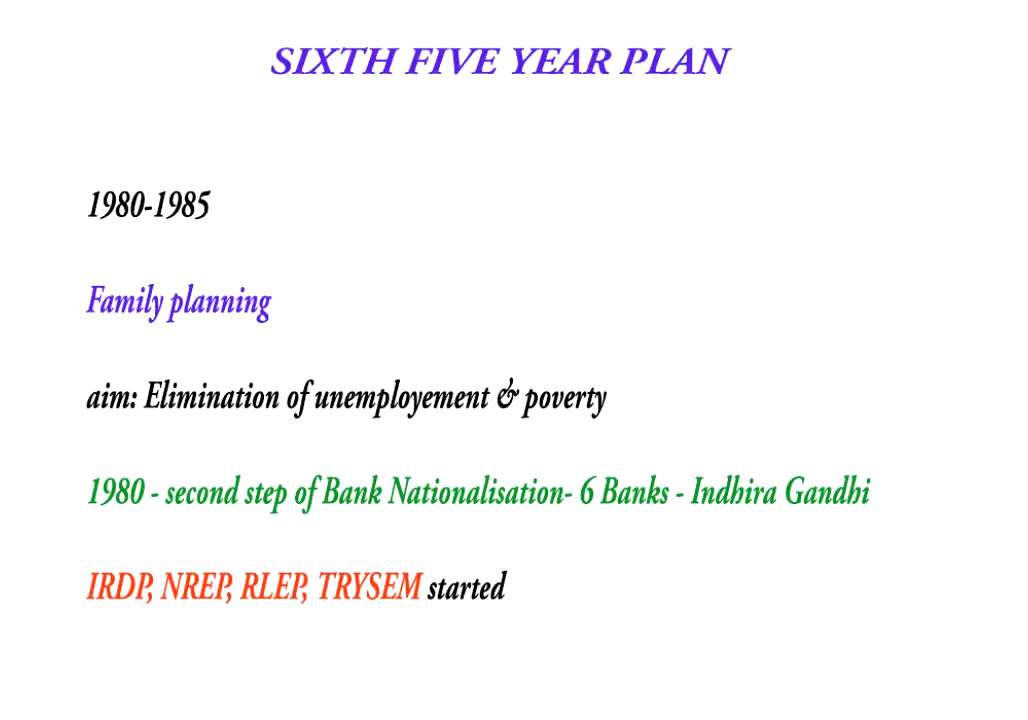 SIXTH FIVE YEAR PLAN
1980-1985
Family planning
aim: Elimination of unemployement & poverty
1980 - second step of Bank Nationalisation- 6 Banks - Indhira Gandhi
IRDP, NREP, RLEP, TRYSEM started